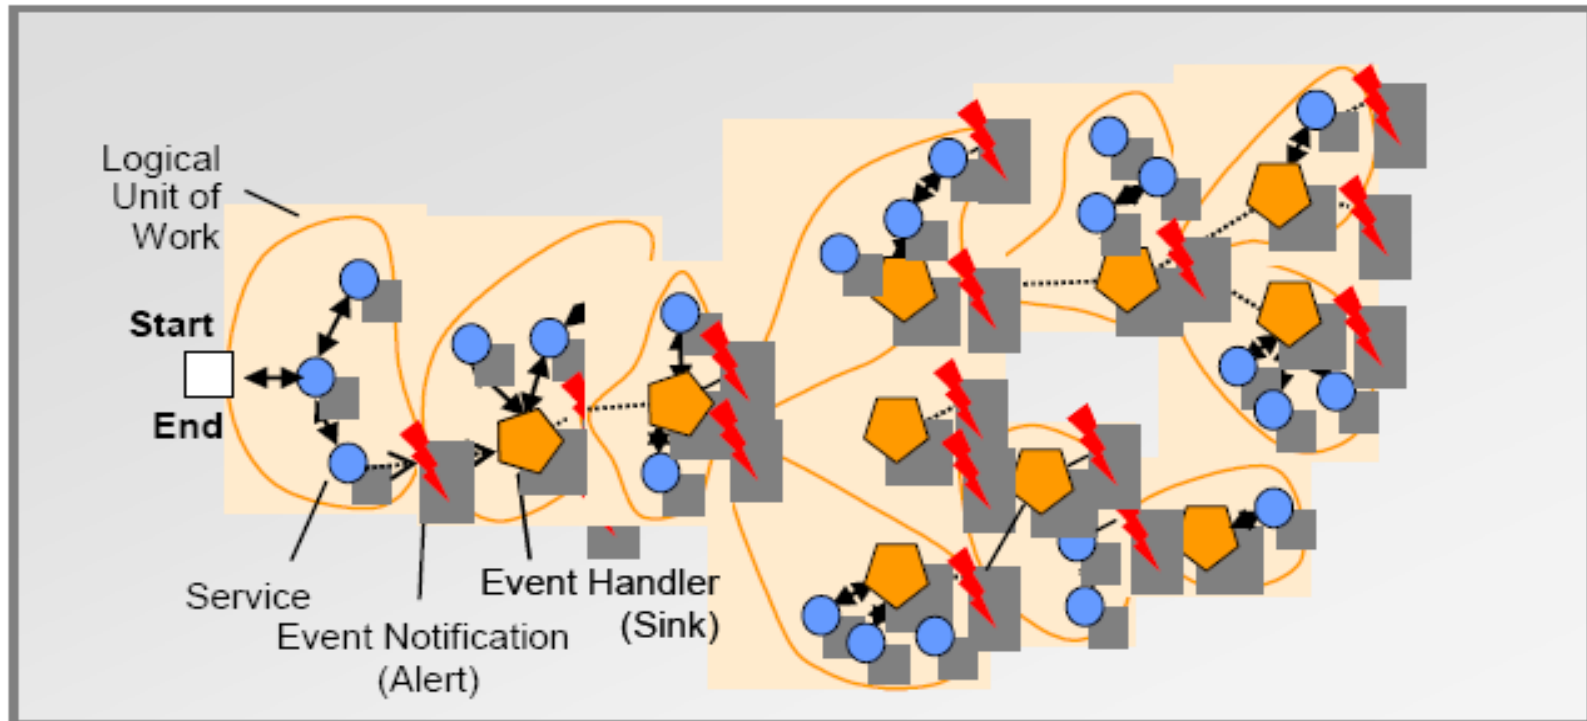 Logical
Unit of
Work
Start
End
Service
Event Notification
(Alert)
Event Handler
(Sink)